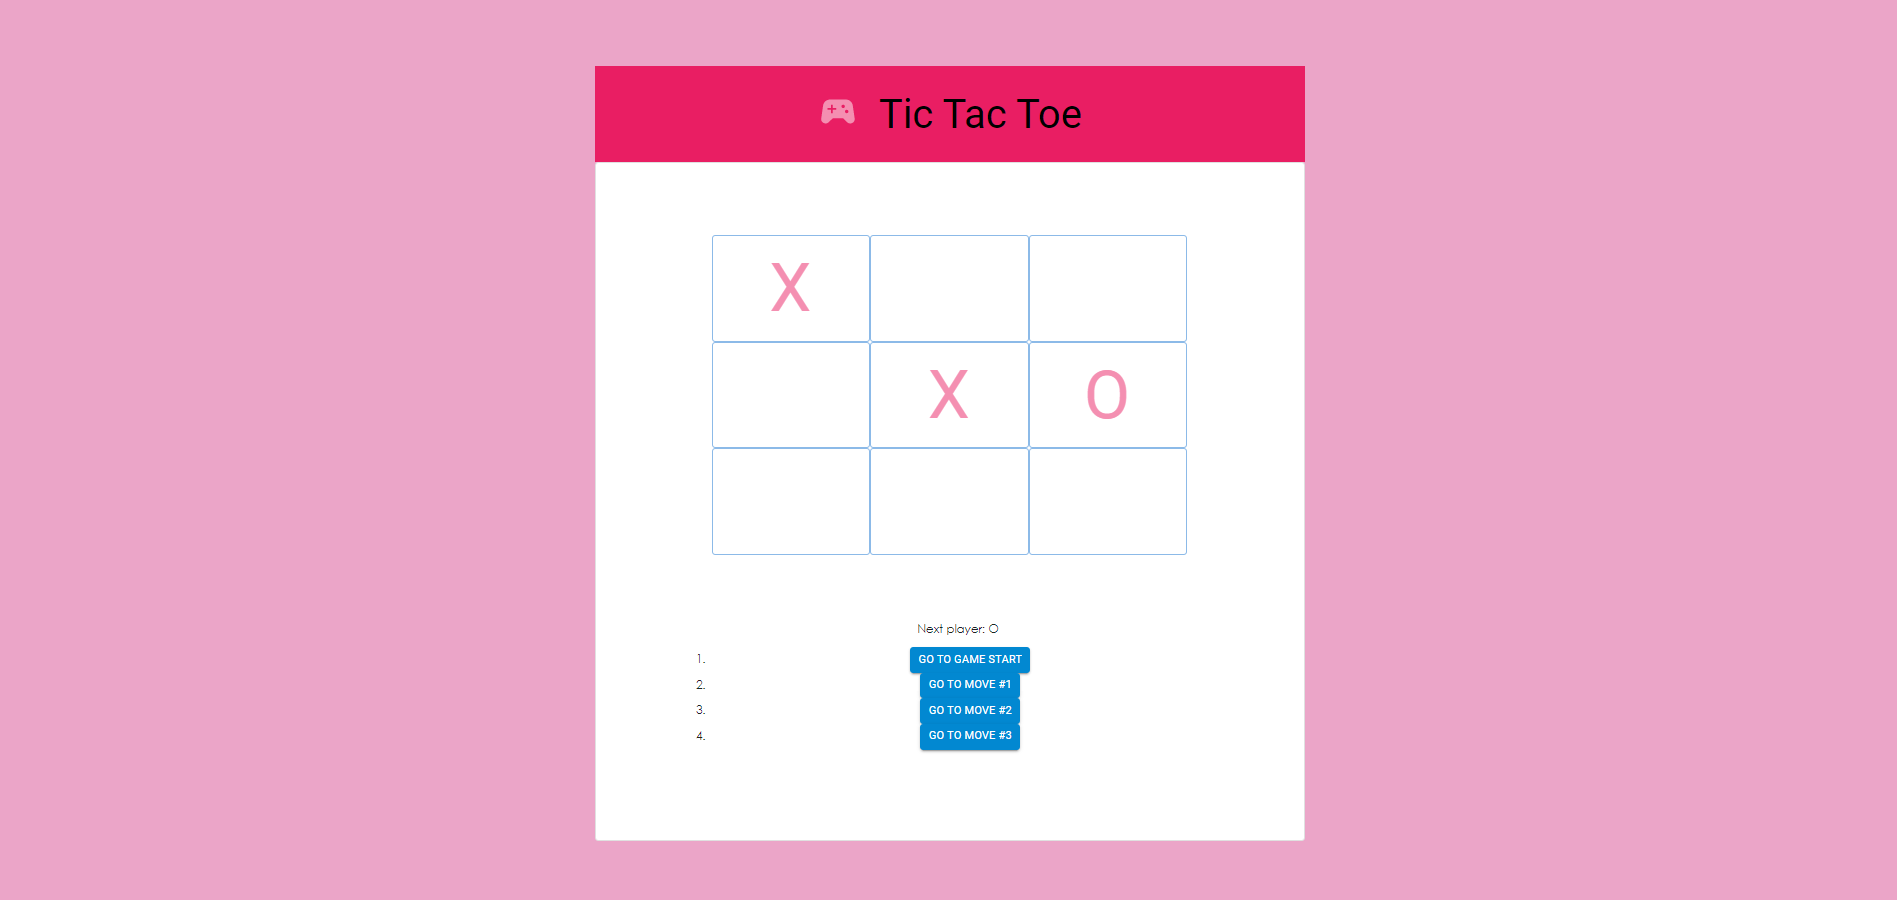 Tic Tac Toe
X
X O
Next player: O
1. GO TO GAME START
2. GO TO MOVE #1
3. GO TO MOVE #2
4. GO TO MOVE #3